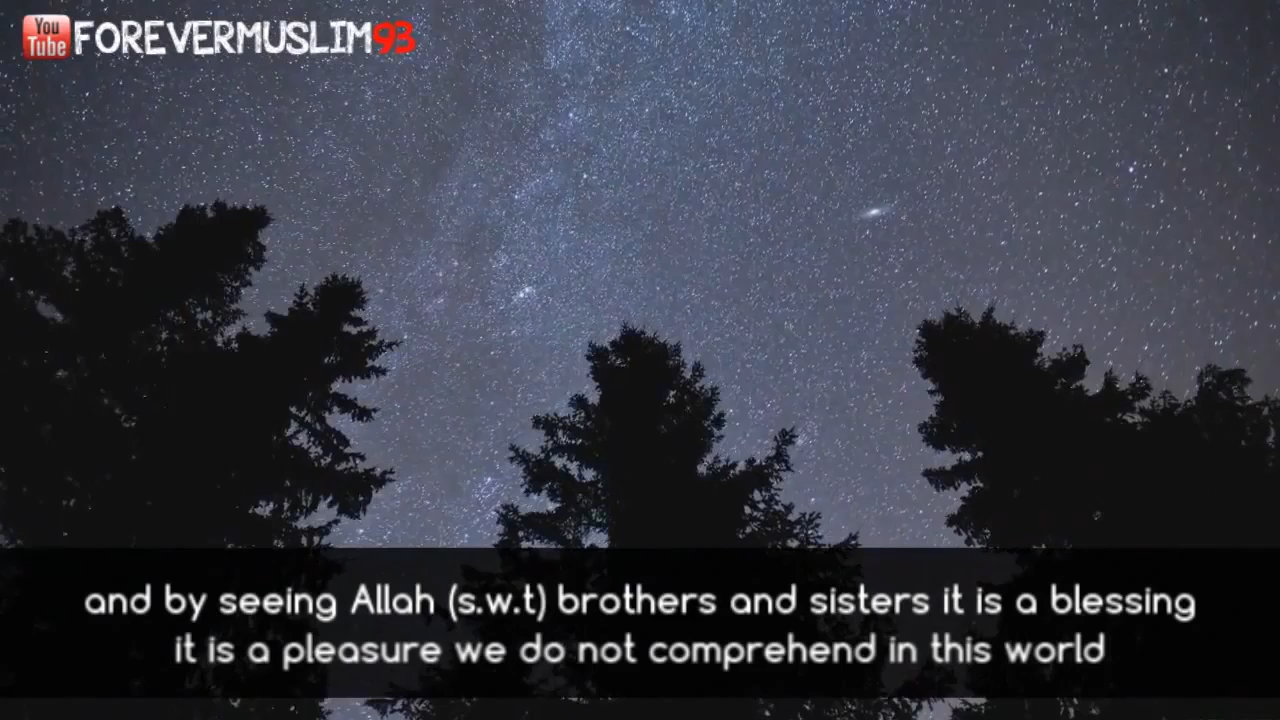 You
Tube
FOREVERMUSLIM93
and by seeing Allah (s.w.t) brothers and sisters it is a blessing
it is a pleasure we do not comprehend in this world